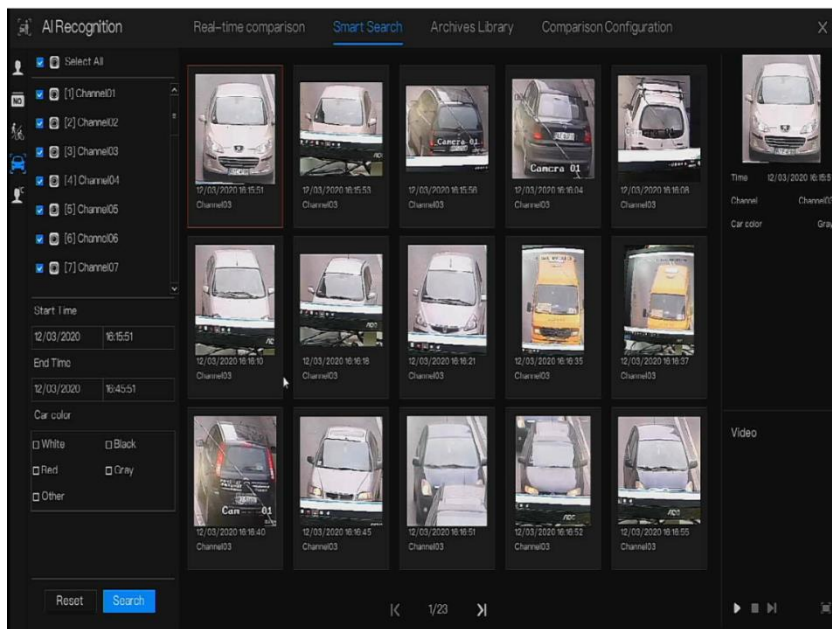 AI Recognition
Real-time comparison
Smart Search
Archives Library
Comparison Configuration
X
Select All
[1] Channel01
[2] Channel02
[3] Channel03
[4] Channel04
[5] Channel05
[6] Channel06
[7] Channel07
Start Time
12/03/2020 16:15:51
End Time
12/03/2020 16:45:51
Car color
White Black
Red Gray
Other
Reset Search
12/03/2020 16:15:51
Channel03
12/03/2020 16:15:53
Channel03
Camera 01
12/03/2020 16:15:56
Channel03
Camera 01
12/03/2020 16:16:04
Channel03
12/03/2020 16:16:08
Channel03
12/03/2020 16:16:10
Channel03
12/03/2020 16:16:18
Channel03
12/03/2020 16:16:21
Channel03
12/03/2020 16:16:35
Channel03
12/03/2020 16:16:37
Channel03
Cam 01
12/03/2020 16:16:40
Channel03
12/03/2020 16:16:45
Channel03
12/03/2020 16:16:51
Channel03
12/03/2020 16:16:52
Channel03
12/03/2020 16:16:55
Channel03
1/23
Time 12/03/2020 16:15:5
Channel Channel03
Car color Gray
Video